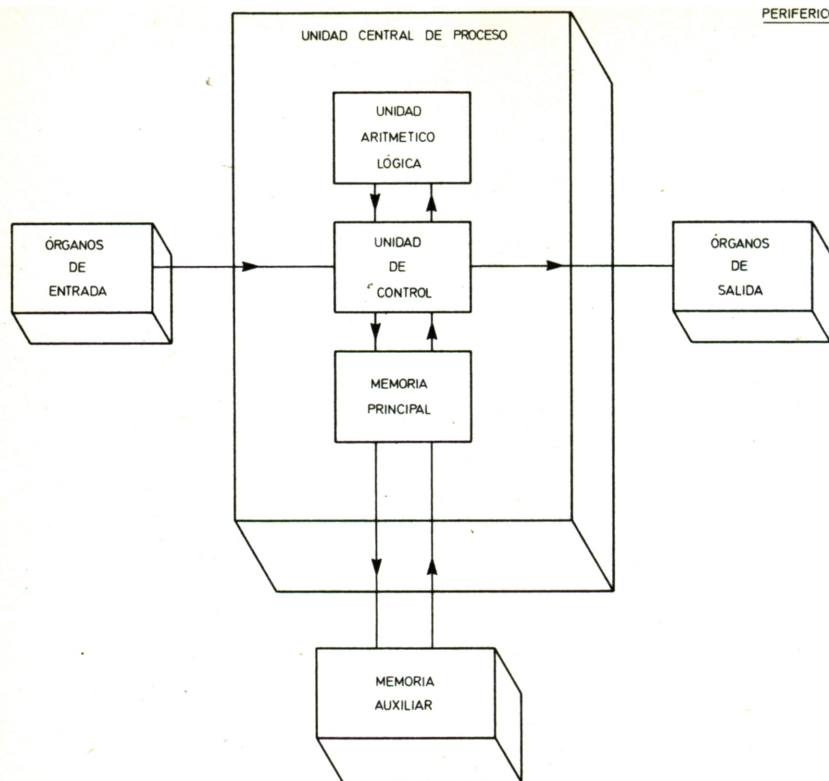 PERIFERICO
UNIDAD CENTRAL DE PROCESO
UNIDAD
ARITMETICO
LÓGICA
ÓRGANOS
DE
ENTRADA
UNIDAD
DE
CONTROL
ÓRGANOS
DE
SALIDA
MEMORIA
PRINCIPAL
MEMORIA
AUXILIAR